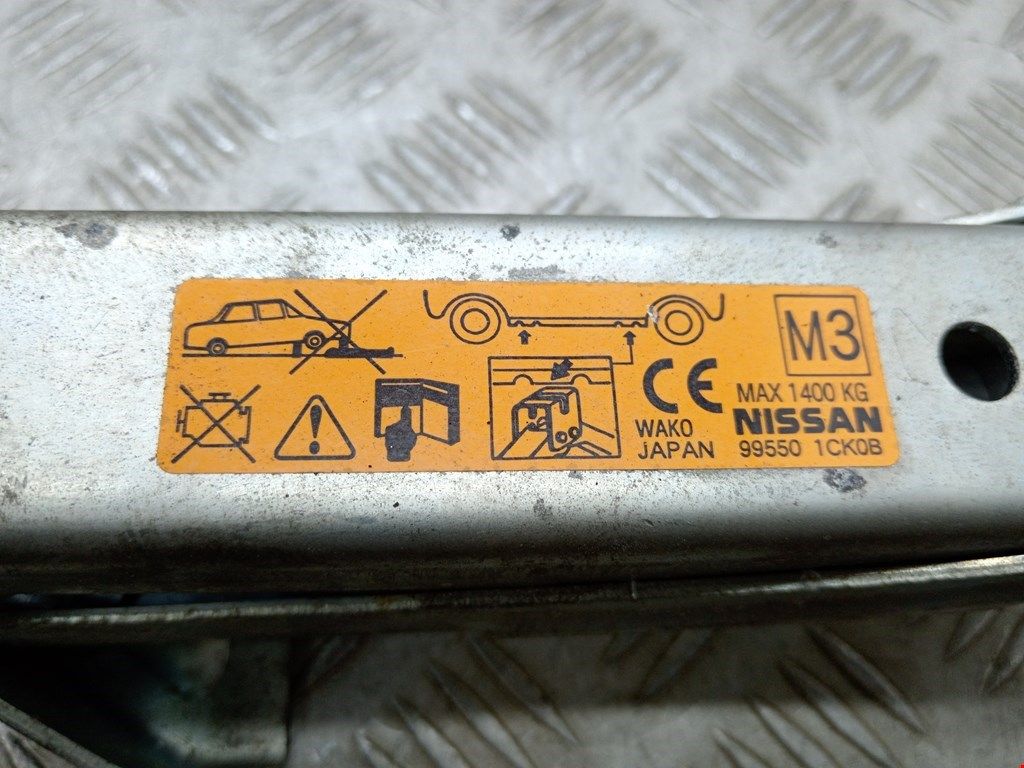 M3
CE
MAX 1400 KG
WAKO
NISSAN
JAPAN
99550 1CK0B